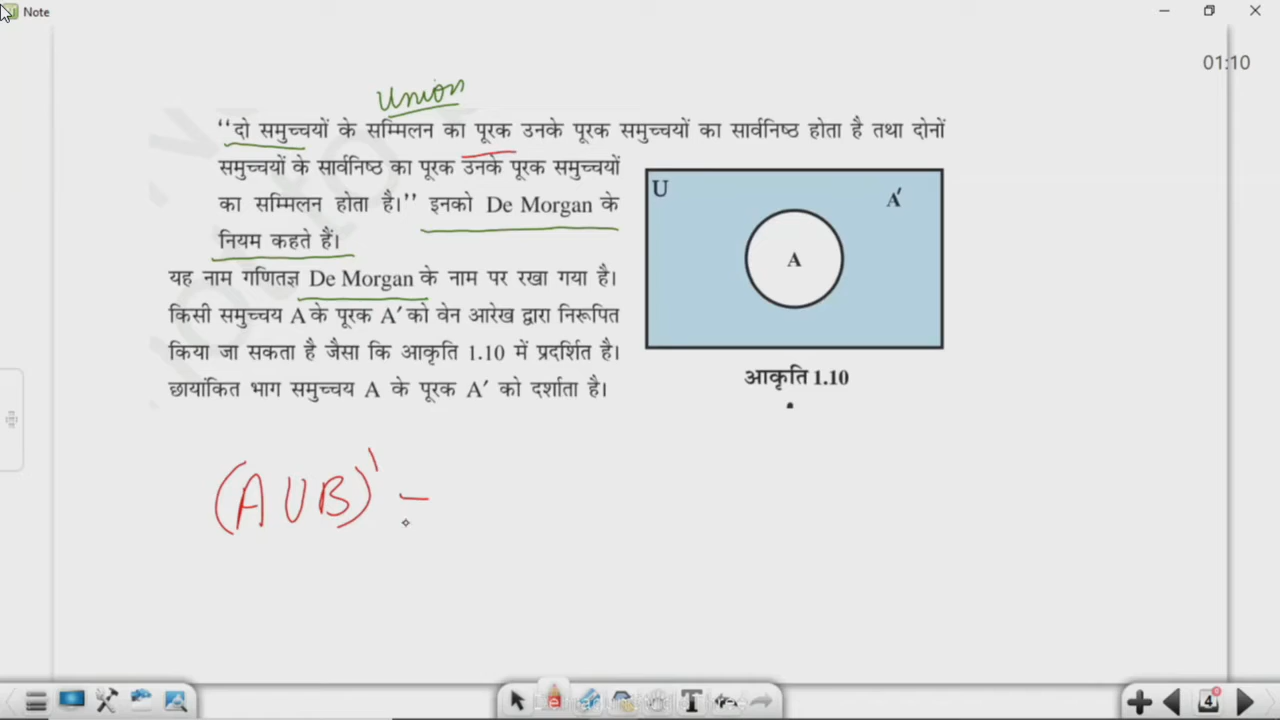 Note
01:10
Union
“दो समुच्चयों के सम्मिलन का पूरक उनके पूरक समुच्चयों का सार्वनिष्ठ होता है तथा दोनों
समुच्चयों के सार्वनिष्ठ का पूरक उनके पूरक समुच्चयों
का सम्मिलन होता है।” इनको De Morgan के
नियम कहते हैं।
यह नाम गणितज्ञ De Morgan के नाम पर रखा गया है।
किसी समुच्चय A के पूरक A′ को वेन आरेख द्वारा निरूपित
किया जा सकता है जैसा कि आकृति 1.10 में प्रदर्शित है।
छायांकित भाग समुच्चय A के पूरक A′ को दर्शाता है।
U
A′
A
आकृति 1.10
(A∪B)' –
4